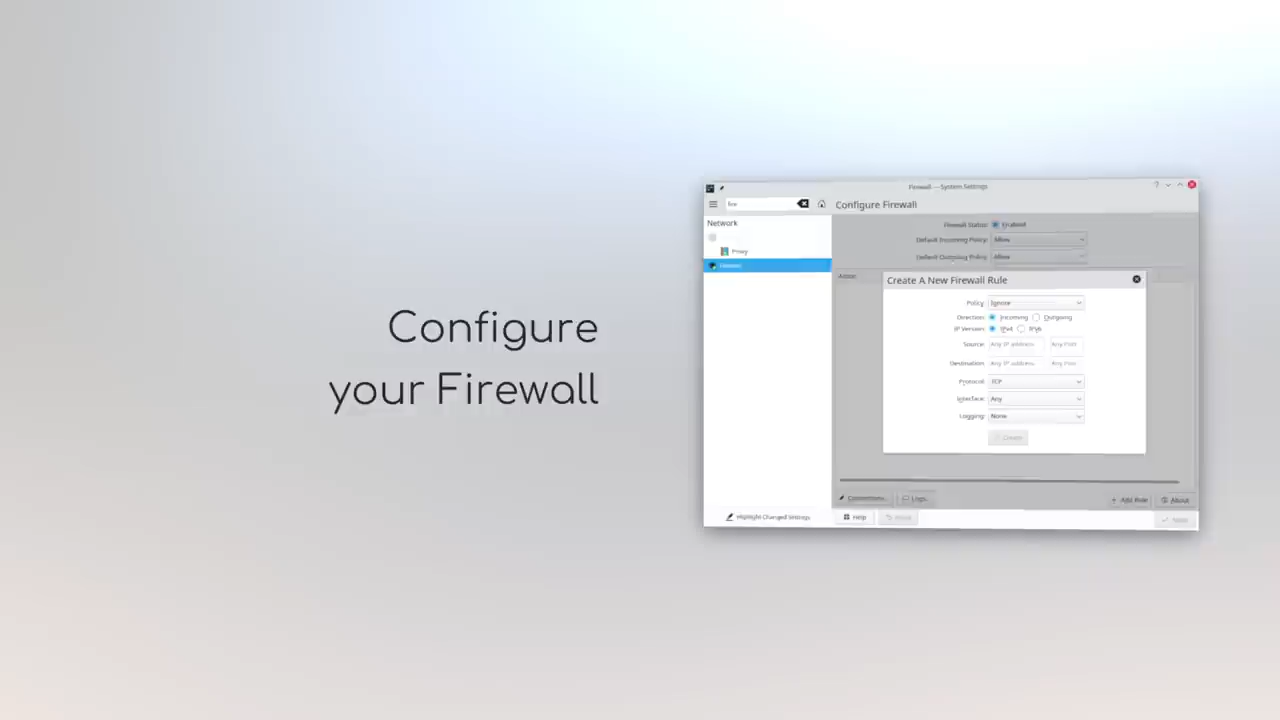 Configure
your Firewall
Firewall — System Settings
Configure Firewall
Network
Proxy
Firewall Status: Enabled
Default Incoming Policy: Allow
Default Outgoing Policy: Allow
Action
Create A New Firewall Rule
Policy: Ignore
Direction: Incoming Outgoing
IP Version: IPv4 IPv6
Source: Any IP address Any Port
Destination: Any IP address Any Port
Protocol: TCP
Interface: Any
Logging: None
Create
Connections... Logs...
Add Rule About
Highlight Changed Settings Help